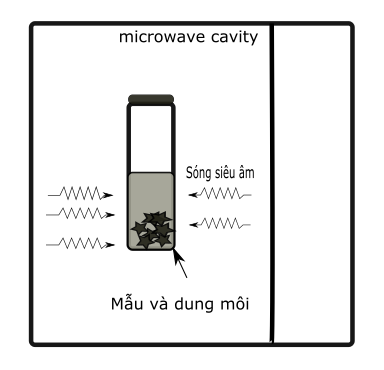 microwave cavity
Sóng siêu âm
Mẫu và dung môi